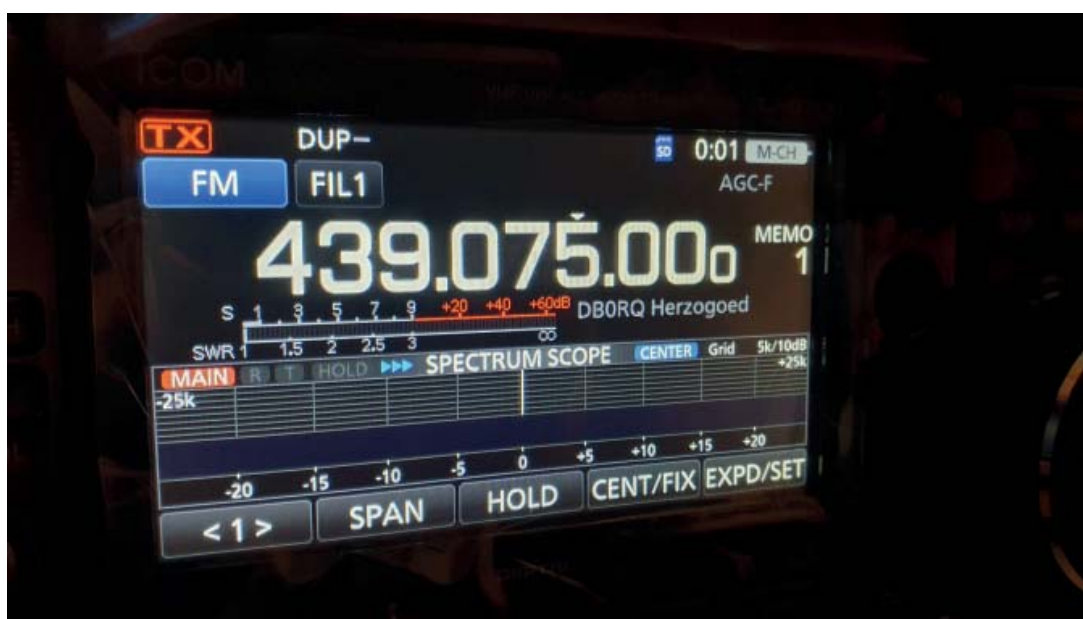 ICOM
TX DUP− SD 0:01 M-CH
FM FIL1 AGC-F
439.075.000 MEMO
1
S 1 . 3 . 5 . 7 . 9 +20 +40 +60dB DB0RQ Herzogoed
SWR 1 1.5 2 2.5 3 ∞
MAIN R T HOLD SPECTRUM SCOPE CENTER Grid 5k/10dB
-25k +25k
-20 -15 -10 -5 0 +5 +10 +15 +20
<1> SPAN HOLD CENT/FIX EXPD/SET